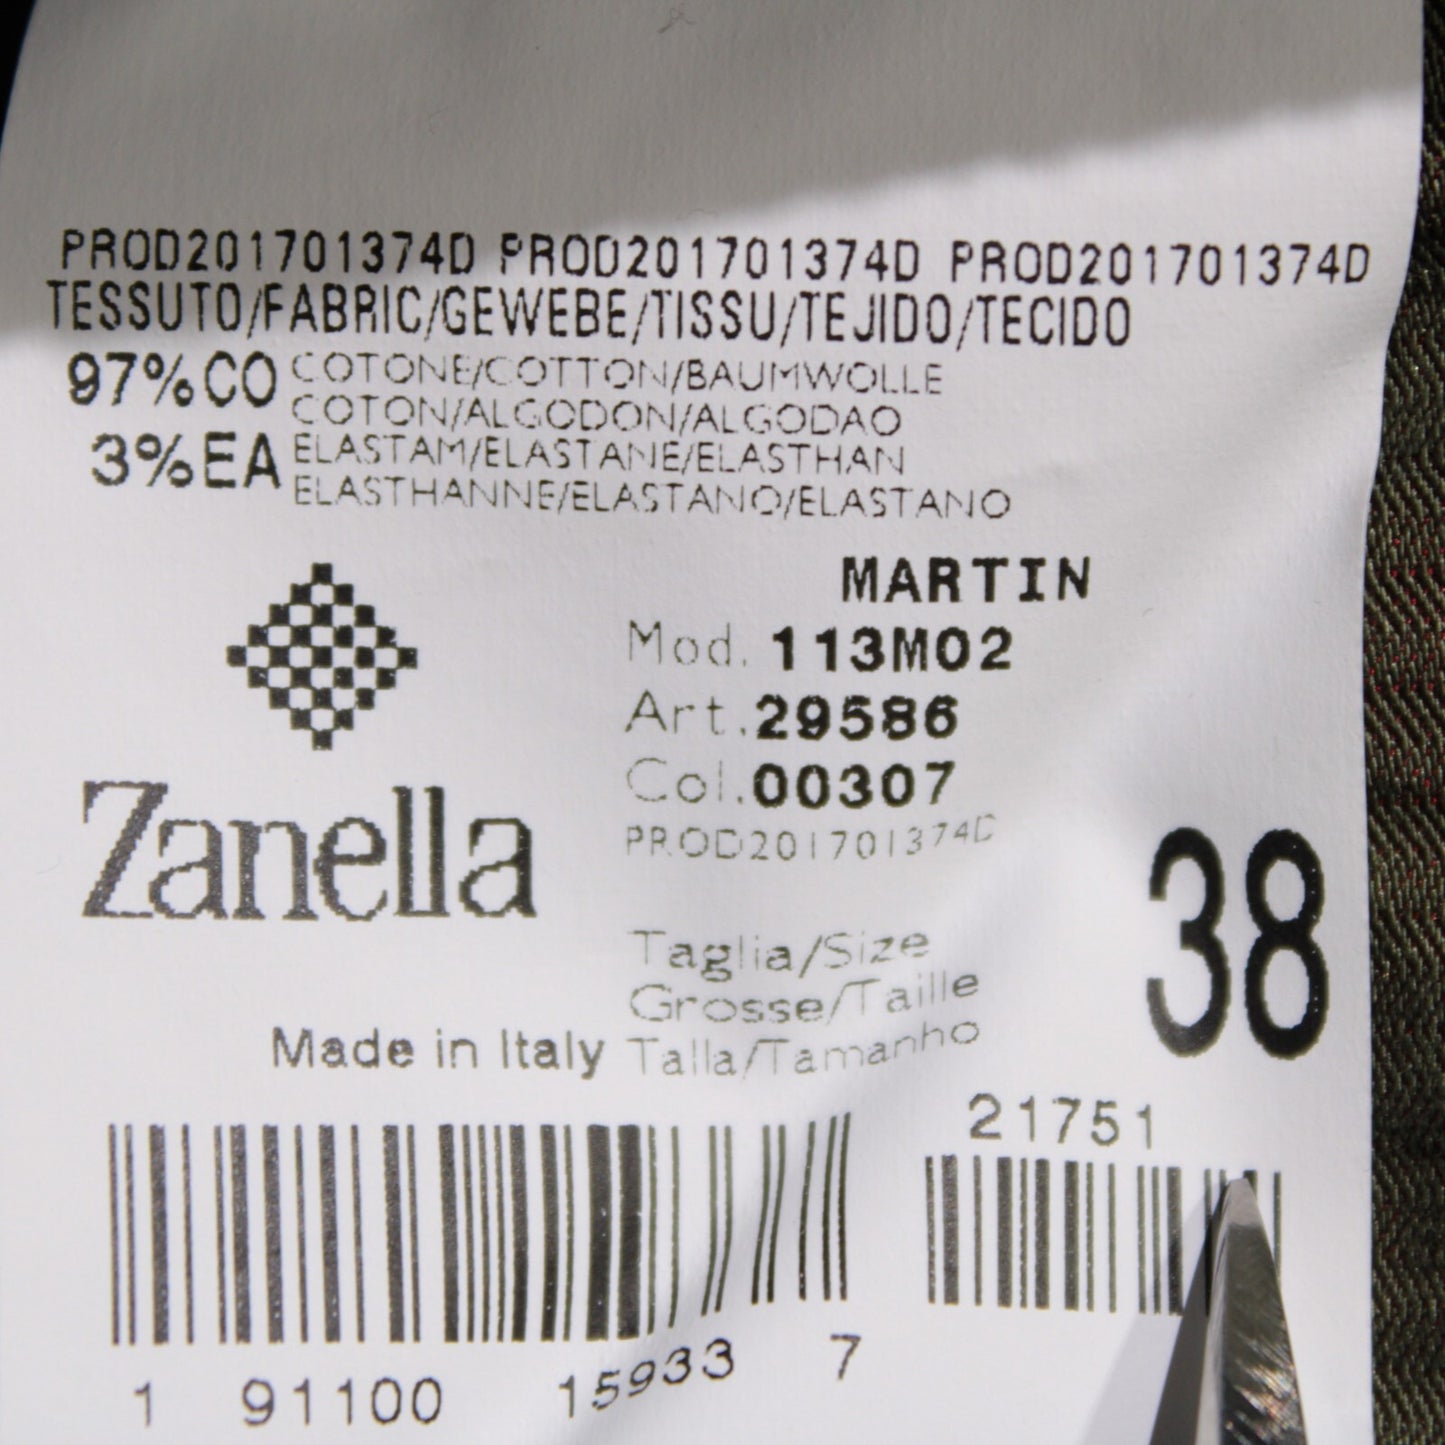 PROD201701374D PROD201701374D PROD201701374D
TESSUTO/FABRIC/GEWEBE/TISSU/TEJIDO/TECIDO
97%CO COTONE/COTTON/BAUMWOLLE
COTON/ALGODON/ALGODAO
3%EA ELASTAM/ELASTANE/ELASTHAN
ELASTHANNE/ELASTANO/ELASTANO
MARTIN
Mod. 113M02
Art. 29586
Col. 00307
PROD201701374D
Zanella
38
Taglia/Size
Grosse/Taille
Talla/Tamanho
Made in Italy
21751
1 91100 15933 7